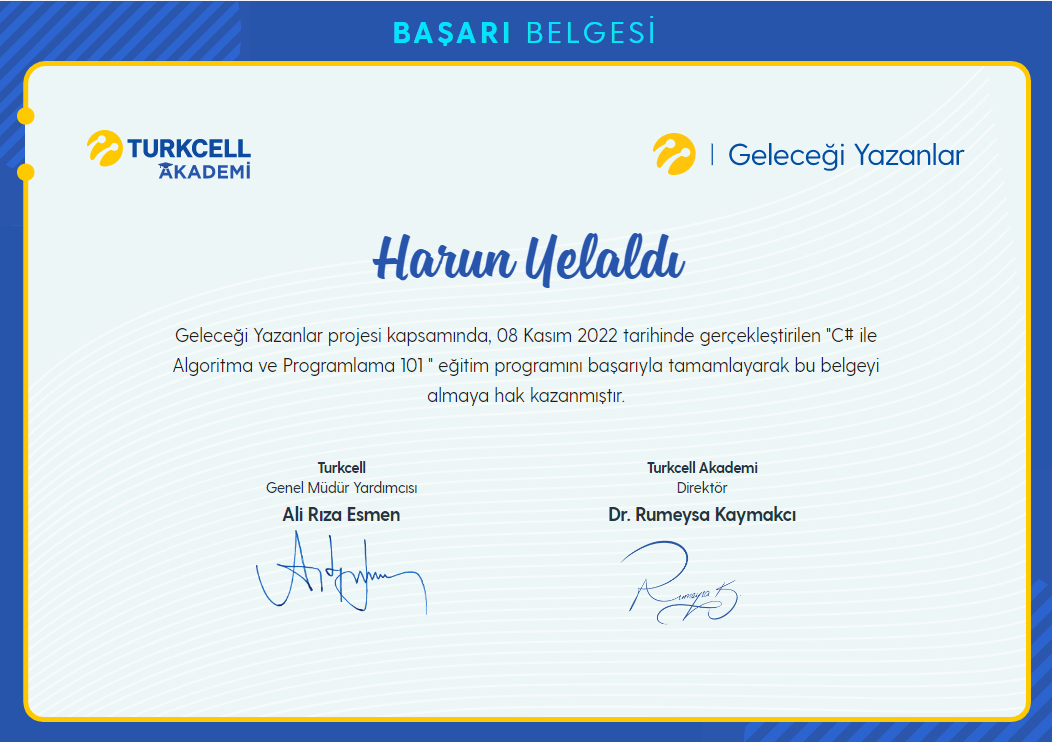 BAŞARI BELGESİ
TURKCELL
AKADEMİ
Geleceği Yazanlar
Harun Yelaldı
Geleceği Yazanlar projesi kapsamında, 08 Kasım 2022 tarihinde gerçekleştirilen "C# ile
Algoritma ve Programlama 101 " eğitim programını başarıyla tamamlayarak bu belgeyi
almaya hak kazanmıştır.
Turkcell
Genel Müdür Yardımcısı
Ali Rıza Esmen
Turkcell Akademi
Direktör
Dr. Rumeysa Kaymakcı
Rumeysa K.